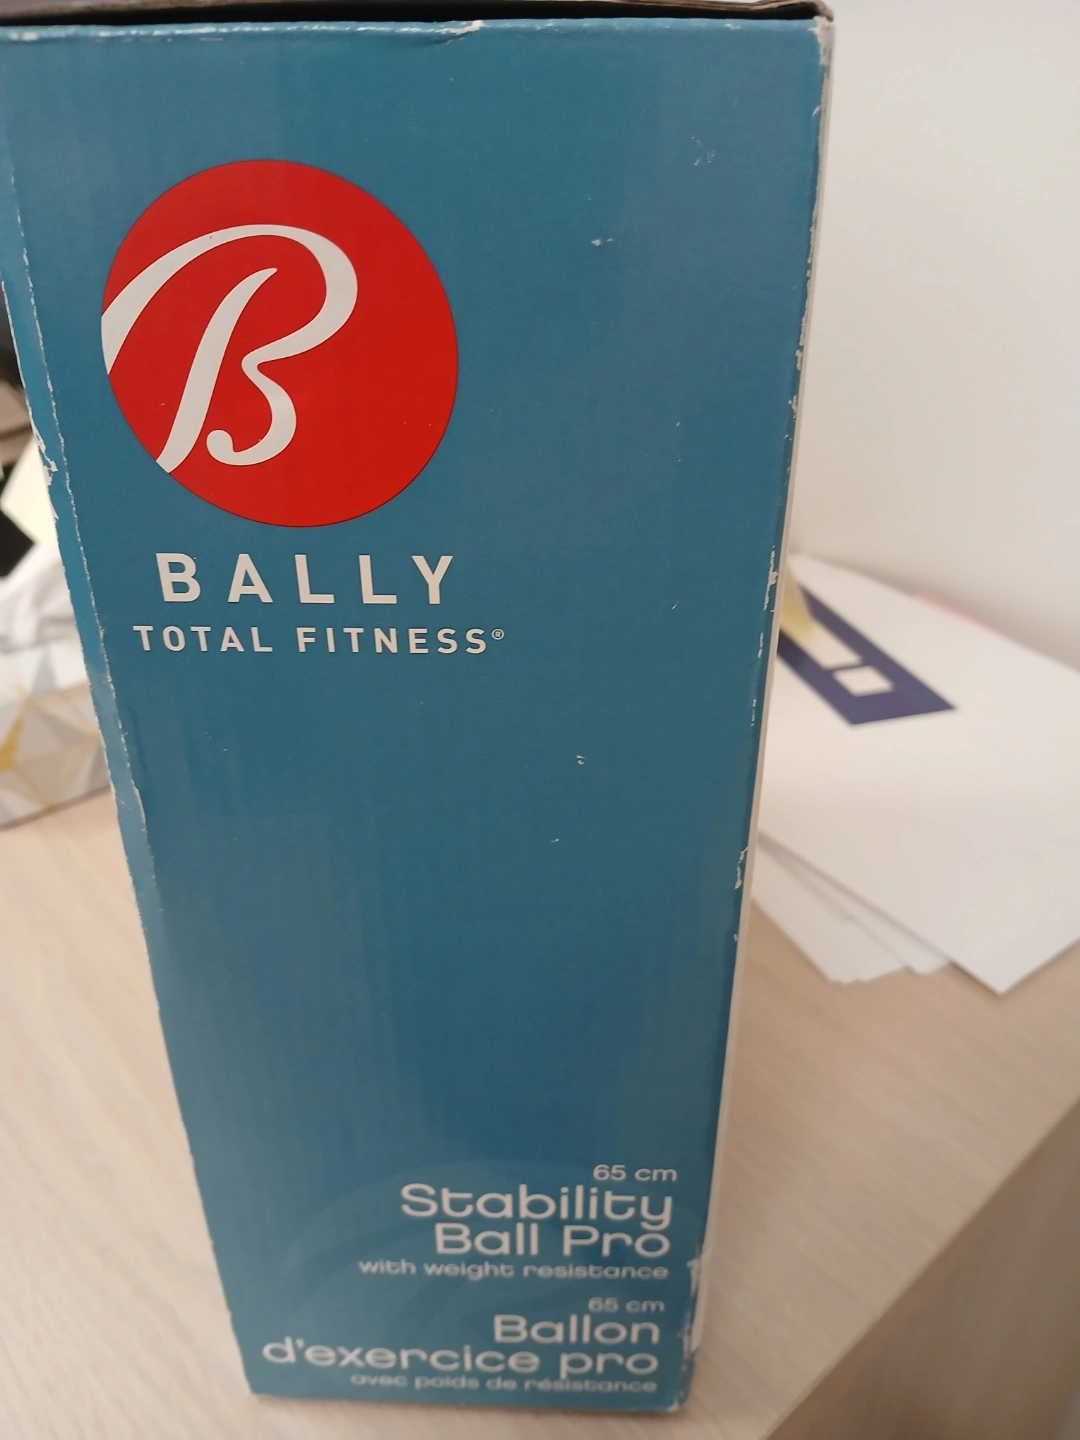 B
BALLY
TOTAL FITNESS®
65 cm
Stability
Ball Pro
with weight resistance
65 cm
Ballon
d'exercice pro
avec poids de résistance